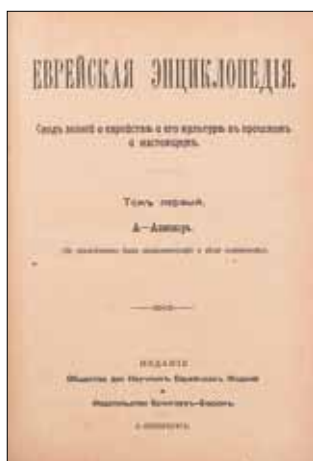 ЕВРЕЙСКАЯ ЭНЦИКЛОПЕДІЯ.
Сводъ знаній о еврействѣ и его культурѣ въ прошломъ
и настоящемъ.
Томъ первый.
А—
ИЗДАНІЕ
Общества для Научныхъ Еврейскихъ Изданій
и
Издательства Брокгаузъ-Ефронъ.
С.-ПЕТЕРБУРГЪ.